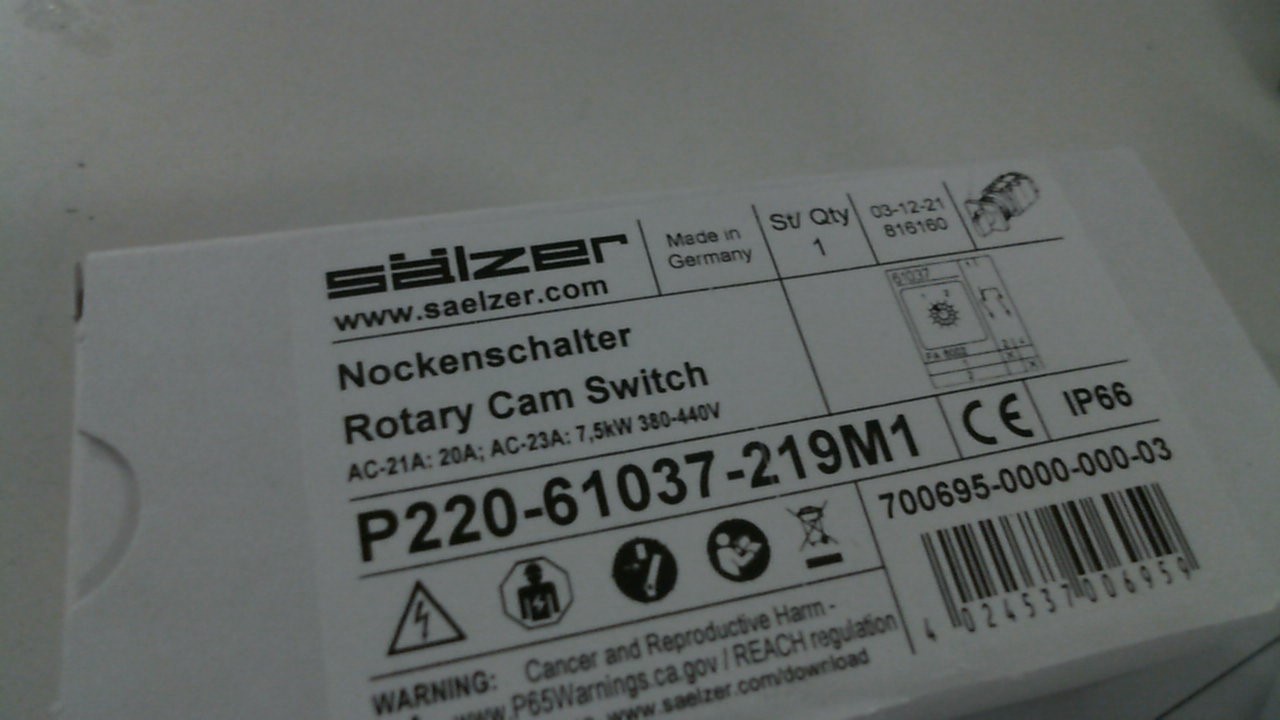 sälzer
www.saelzer.com
Made in
Germany
St/ Qty
1
03-12-21
816160
Nockenschalter
Rotary Cam Switch
AC-21A: 20A; AC-23A: 7,5kW 380-440V
61037
P220-61037-219M1
CE
IP66
700695-0000-000-03
4 024537 006959
WARNING:
Cancer and Reproductive Harm -
www.P65Warnings.ca.gov / REACH regulation
www.saelzer.com/download